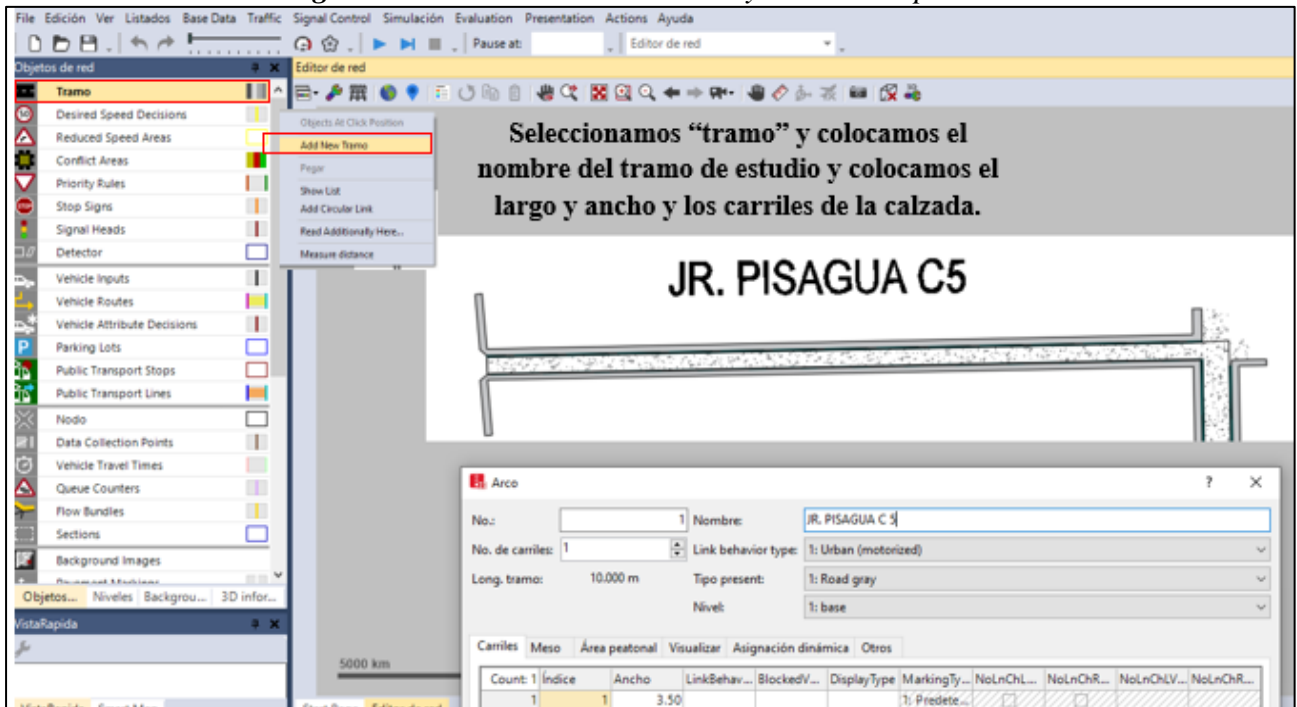 File Edición Ver Listados Base Data Traffic Signal Control Simulación Evaluation Presentation Actions Ayuda
Pause at: Editor de red
Objetos de red
Editor de red
Tramo
Desired Speed Decisions
Reduced Speed Areas
Conflict Areas
Priority Rules
Stop Signs
Signal Heads
Detector
Vehicle Inputs
Vehicle Routes
Vehicle Attribute Decisions
Parking Lots
Public Transport Stops
Public Transport Lines
Nodo
Data Collection Points
Vehicle Travel Times
Queue Counters
Flow Bundles
Sections
Background Images
Objetos... Niveles Backgrou... 3D infor...
VistaRapida
Objects At Click Position
Add New Tramo
Pegar
Show List
Add Circular Link
Read Additionally Here...
Measure distance
Seleccionamos “tramo” y colocamos el
nombre del tramo de estudio y colocamos el
largo y ancho y los carriles de la calzada.
JR. PISAGUA C5
5000 km
Arco ? X
No.: 1 Nombre: JR. PISAGUA C 5
No. de carriles: 1 Link behavior type: 1: Urban (motorized)
Long. tramo: 10.000 m Tipo present: 1: Road gray
Nivel: 1: base
Carriles Meso Área peatonal Visualizar Asignación dinámica Otros
Count: 1 Índice Ancho LinkBehav... BlockedV... DisplayType MarkingTy... NoLnChL... NoLnChR... NoLnChLV... NoLnChR...
1 1 3.50 1: Predete...